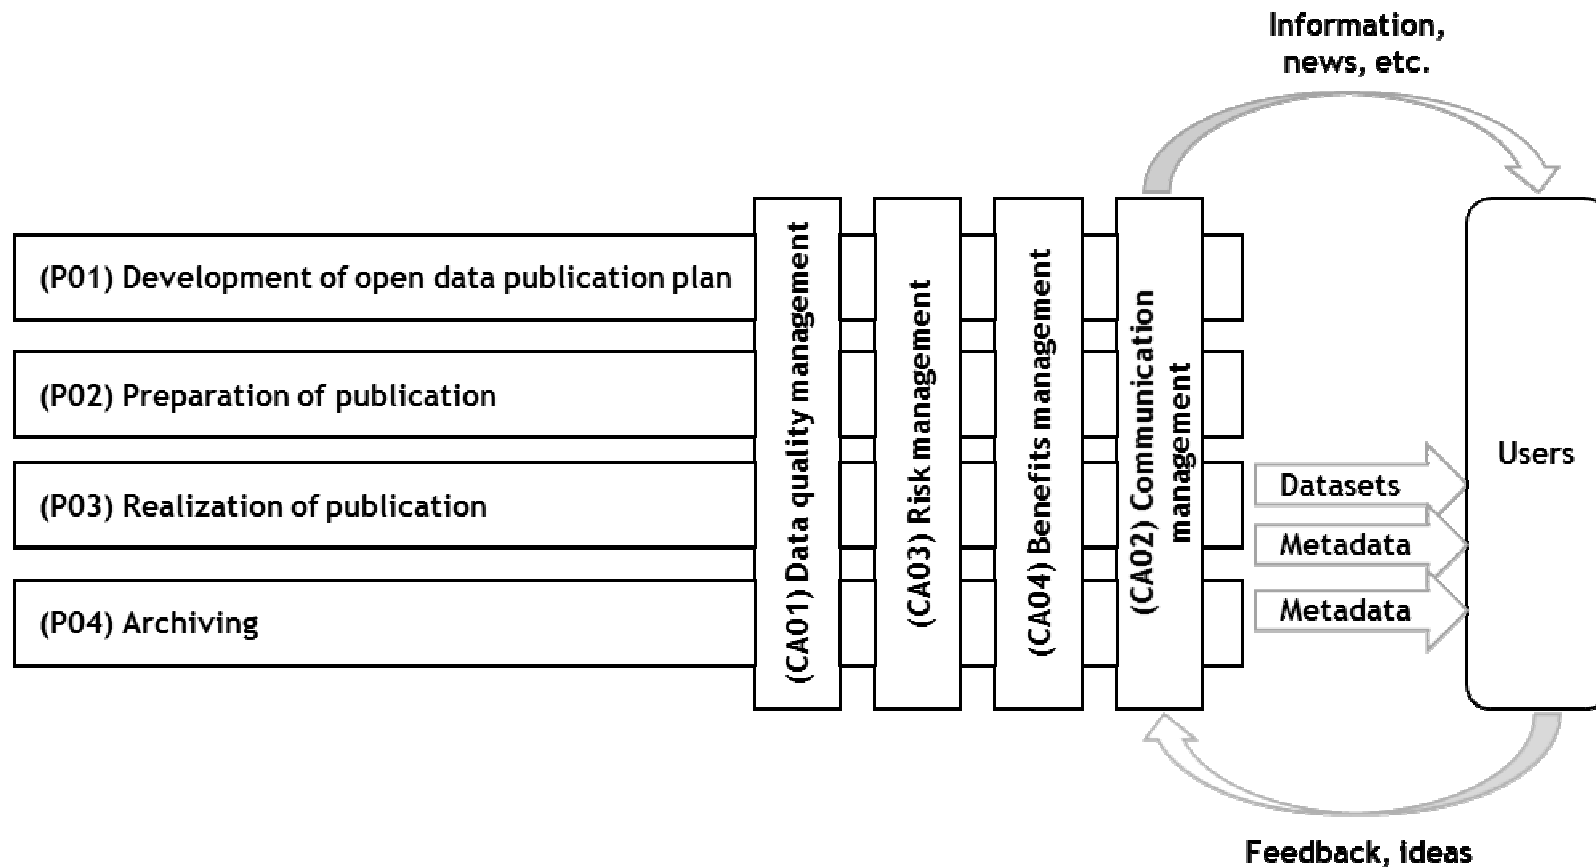 Information,
news, etc.
(P01) Development of open data publication plan
(P02) Preparation of publication
(P03) Realization of publication
(P04) Archiving
(CA01) Data quality management
(CA03) Risk management
(CA04) Benefits management
(CA02) Communication
management
Datasets
Metadata
Metadata
Users
Feedback, ideas